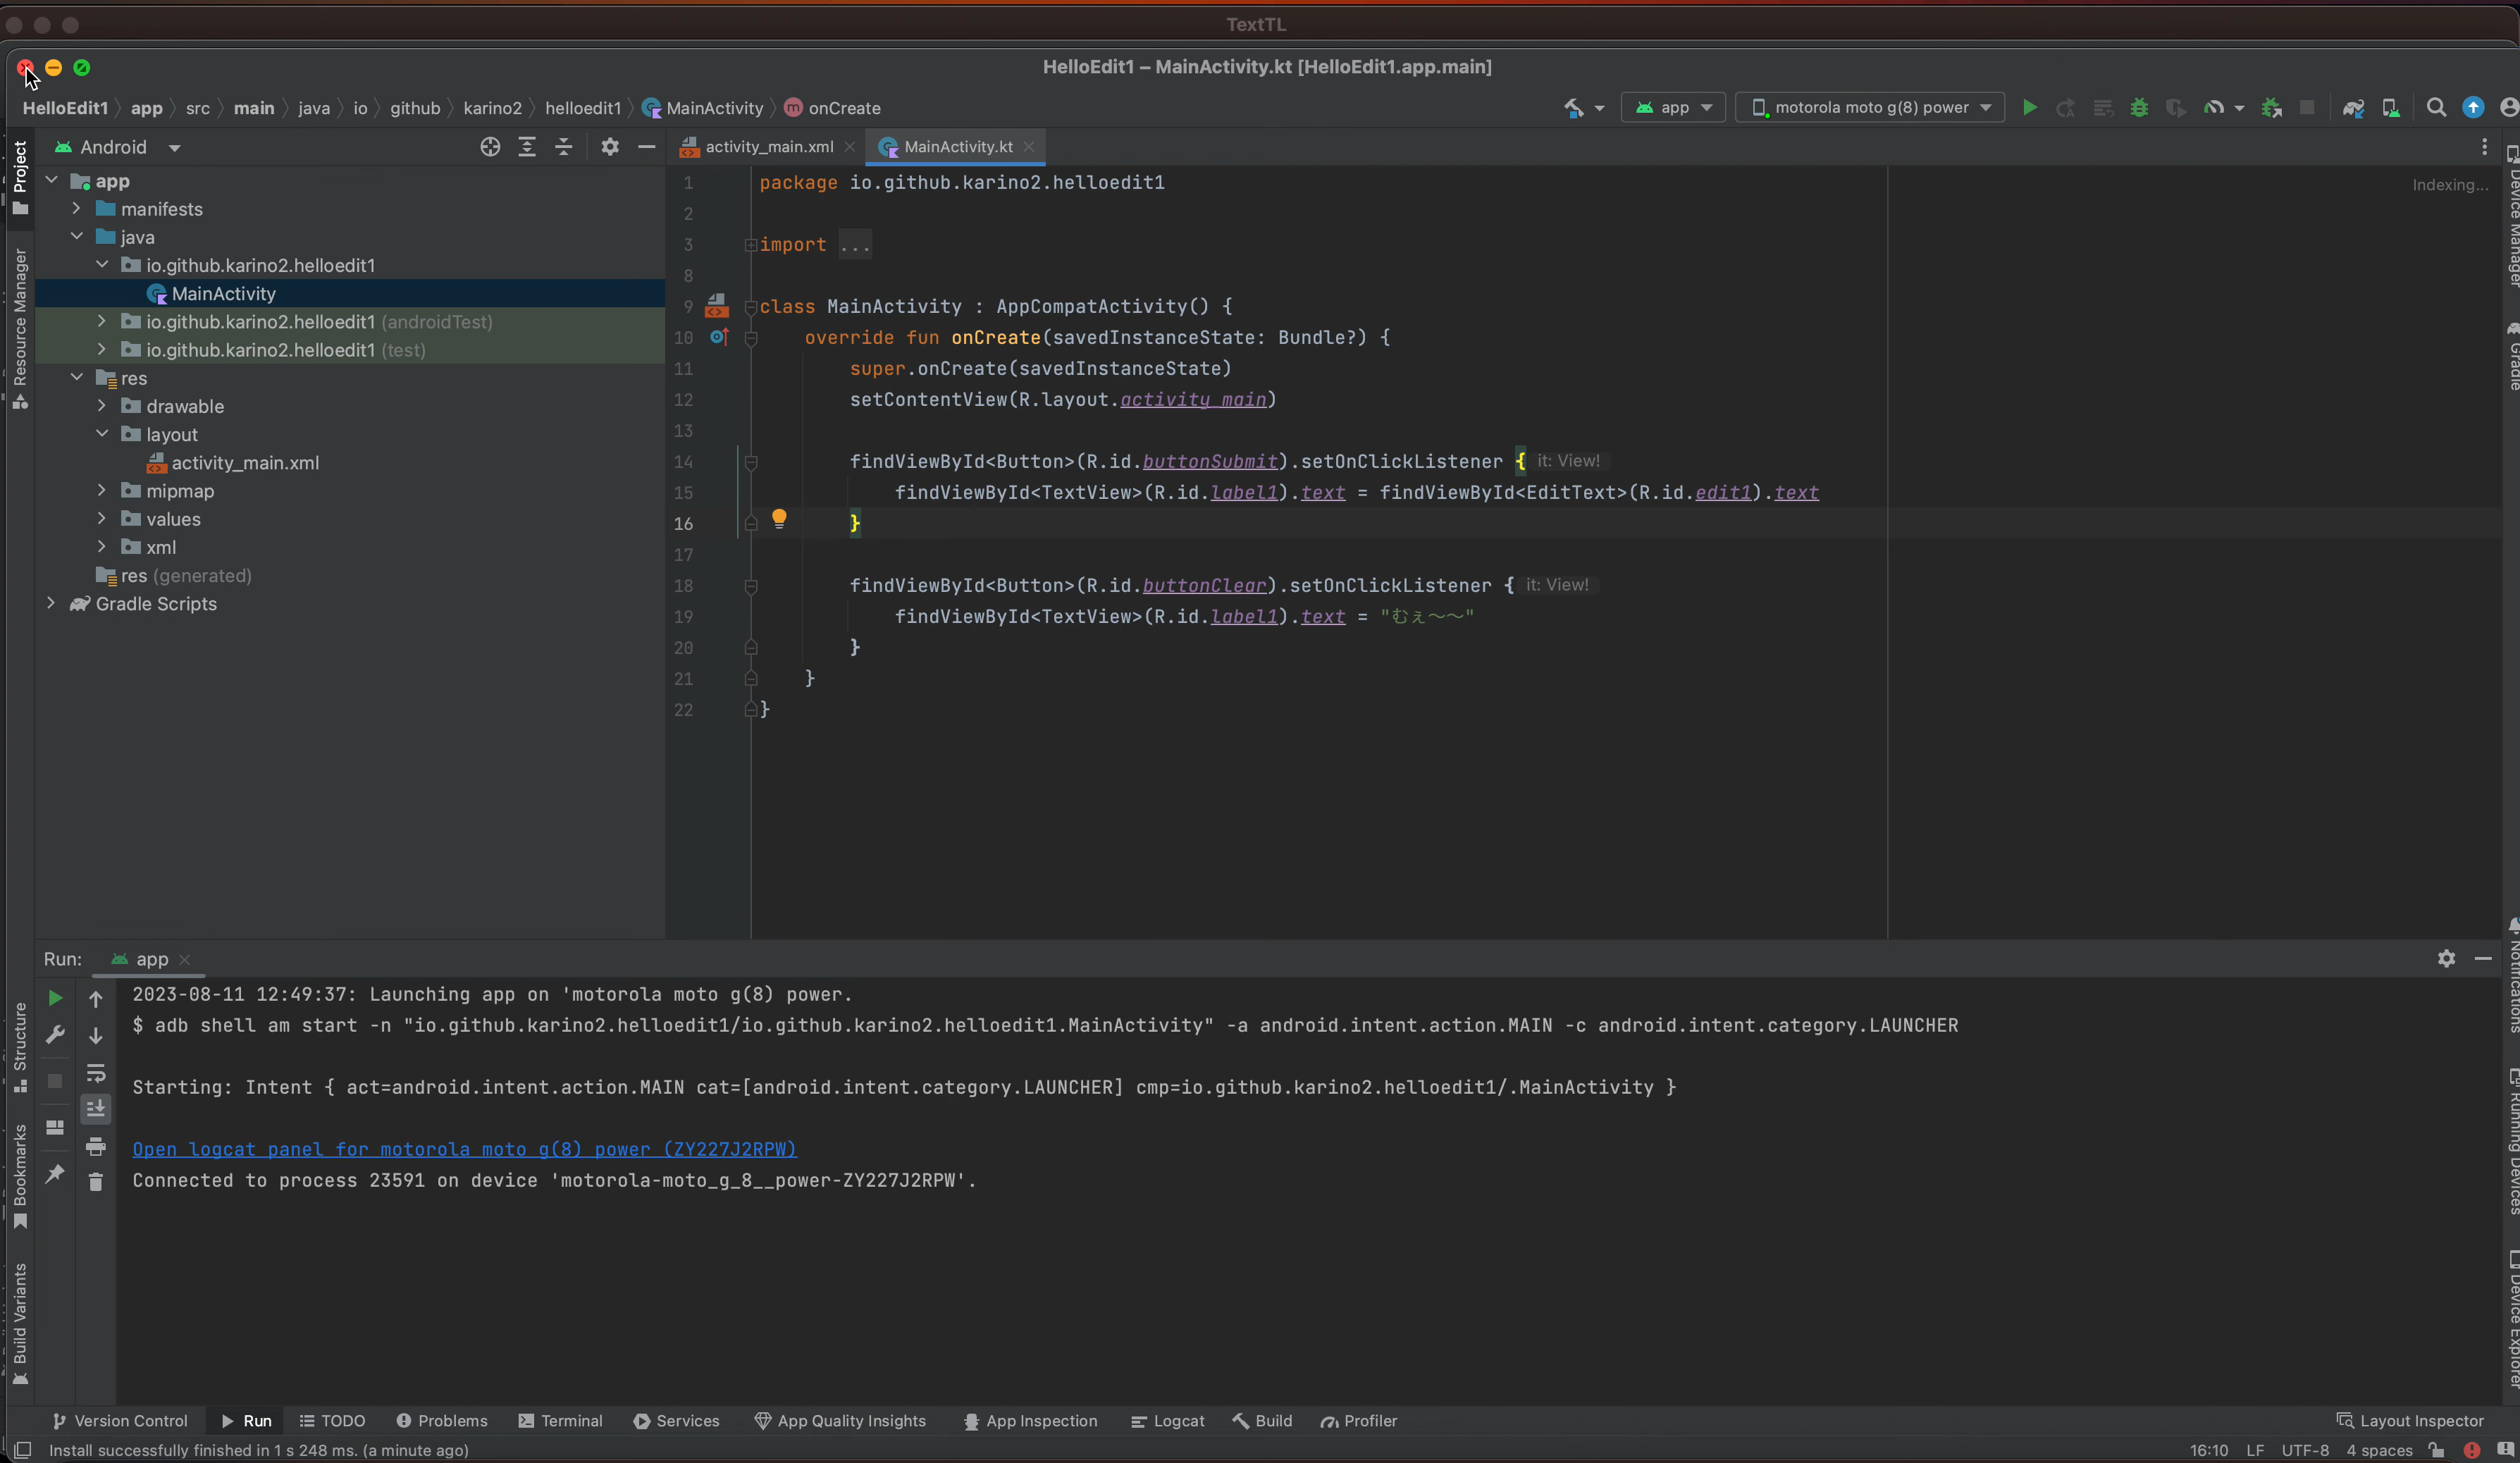 TextTL
HelloEdit1 – MainActivity.kt [HelloEdit1.app.main]
HelloEdit1 app src main java io github karino2 helloedit1 MainActivity onCreate
app motorola moto g(8) power
Project
Resource Manager
Structure
Bookmarks
Build Variants
Android
app
manifests
java
io.github.karino2.helloedit1
MainActivity
io.github.karino2.helloedit1 (androidTest)
io.github.karino2.helloedit1 (test)
res
drawable
layout
activity_main.xml
mipmap
values
xml
res (generated)
Gradle Scripts
activity_main.xml MainActivity.kt
Indexing...
1 package io.github.karino2.helloedit1
2
3 import ...
8
9 class MainActivity : AppCompatActivity() {
10 override fun onCreate(savedInstanceState: Bundle?) {
11 super.onCreate(savedInstanceState)
12 setContentView(R.layout.activity_main)
13
14 findViewById<Button>(R.id.buttonSubmit).setOnClickListener { it: View!
15 findViewById<TextView>(R.id.label1).text = findViewById<EditText>(R.id.edit1).text
16 }
17
18 findViewById<Button>(R.id.buttonClear).setOnClickListener { it: View!
19 findViewById<TextView>(R.id.label1).text = "むぇ〜〜"
20 }
21 }
22 }
Device Manager
Gradle
Notifications
Running Devices
Device Explorer
Run: app
2023-08-11 12:49:37: Launching app on 'motorola moto g(8) power.
$ adb shell am start -n "io.github.karino2.helloedit1/io.github.karino2.helloedit1.MainActivity" -a android.intent.action.MAIN -c android.intent.category.LAUNCHER
Starting: Intent { act=android.intent.action.MAIN cat=[android.intent.category.LAUNCHER] cmp=io.github.karino2.helloedit1/.MainActivity }
Open logcat panel for motorola moto g(8) power (ZY227J2RPW)
Connected to process 23591 on device 'motorola-moto_g_8__power-ZY227J2RPW'.
Version Control Run TODO Problems Terminal Services App Quality Insights App Inspection Logcat Build Profiler Layout Inspector
Install successfully finished in 1 s 248 ms. (a minute ago) 16:10 LF UTF-8 4 spaces